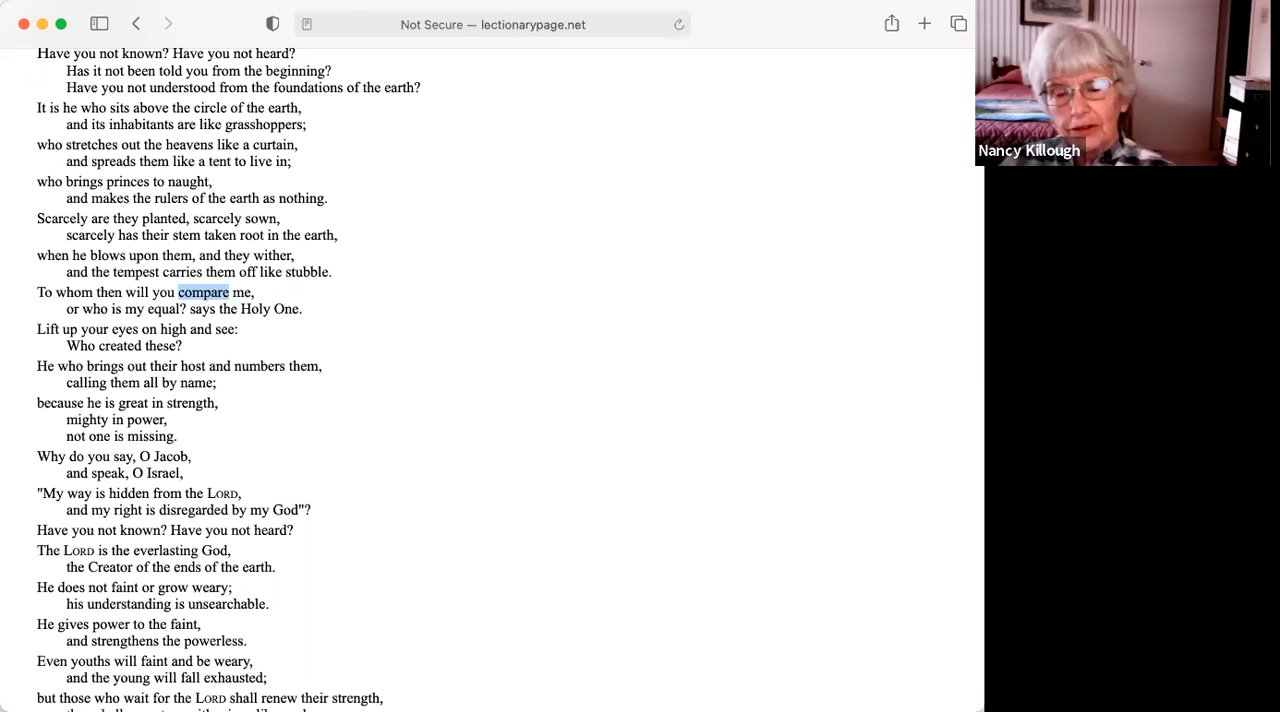 Not Secure — lectionarypage.net
Have you not known? Have you not heard?
Has it not been told you from the beginning?
Have you not understood from the foundations of the earth?
It is he who sits above the circle of the earth,
and its inhabitants are like grasshoppers;
who stretches out the heavens like a curtain,
and spreads them like a tent to live in;
who brings princes to naught,
and makes the rulers of the earth as nothing.
Scarcely are they planted, scarcely sown,
scarcely has their stem taken root in the earth,
when he blows upon them, and they wither,
and the tempest carries them off like stubble.
To whom then will you compare me,
or who is my equal? says the Holy One.
Lift up your eyes on high and see:
Who created these?
He who brings out their host and numbers them,
calling them all by name;
because he is great in strength,
mighty in power,
not one is missing.
Why do you say, O Jacob,
and speak, O Israel,
"My way is hidden from the LORD,
and my right is disregarded by my God"?
Have you not known? Have you not heard?
The LORD is the everlasting God,
the Creator of the ends of the earth.
He does not faint or grow weary;
his understanding is unsearchable.
He gives power to the faint,
and strengthens the powerless.
Even youths will faint and be weary,
and the young will fall exhausted;
but those who wait for the LORD shall renew their strength,
Nancy Killough